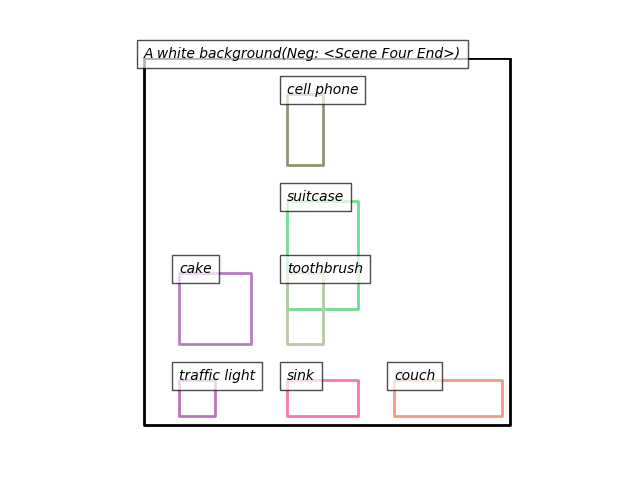 A white background(Neg: <Scene Four End>)
cell phone
suitcase
cake
toothbrush
traffic light
sink
couch